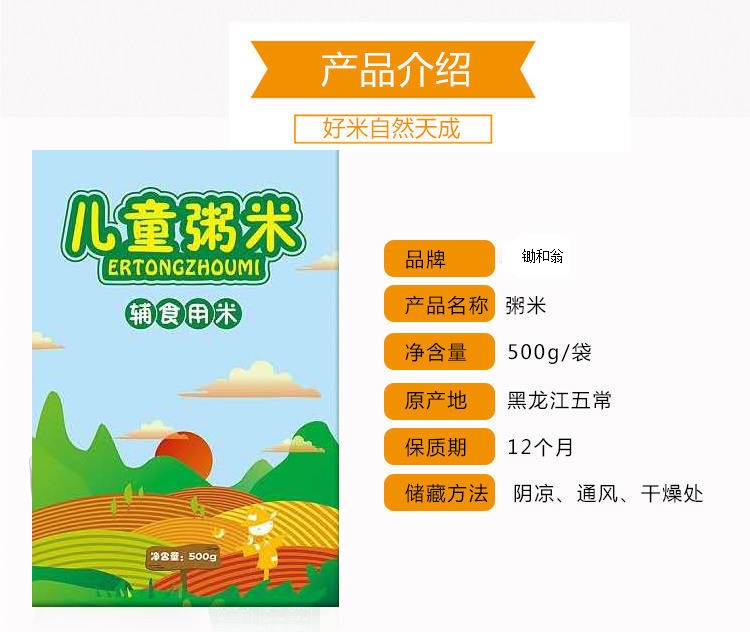 产品介绍
好米自然天成
儿童粥米
ERTONGZHOUMI
辅食用米
净含量：500g
品牌 锄和翁
产品名称 粥米
净含量 500g/袋
原产地 黑龙江五常
保质期 12个月
储藏方法 阴凉、通风、干燥处